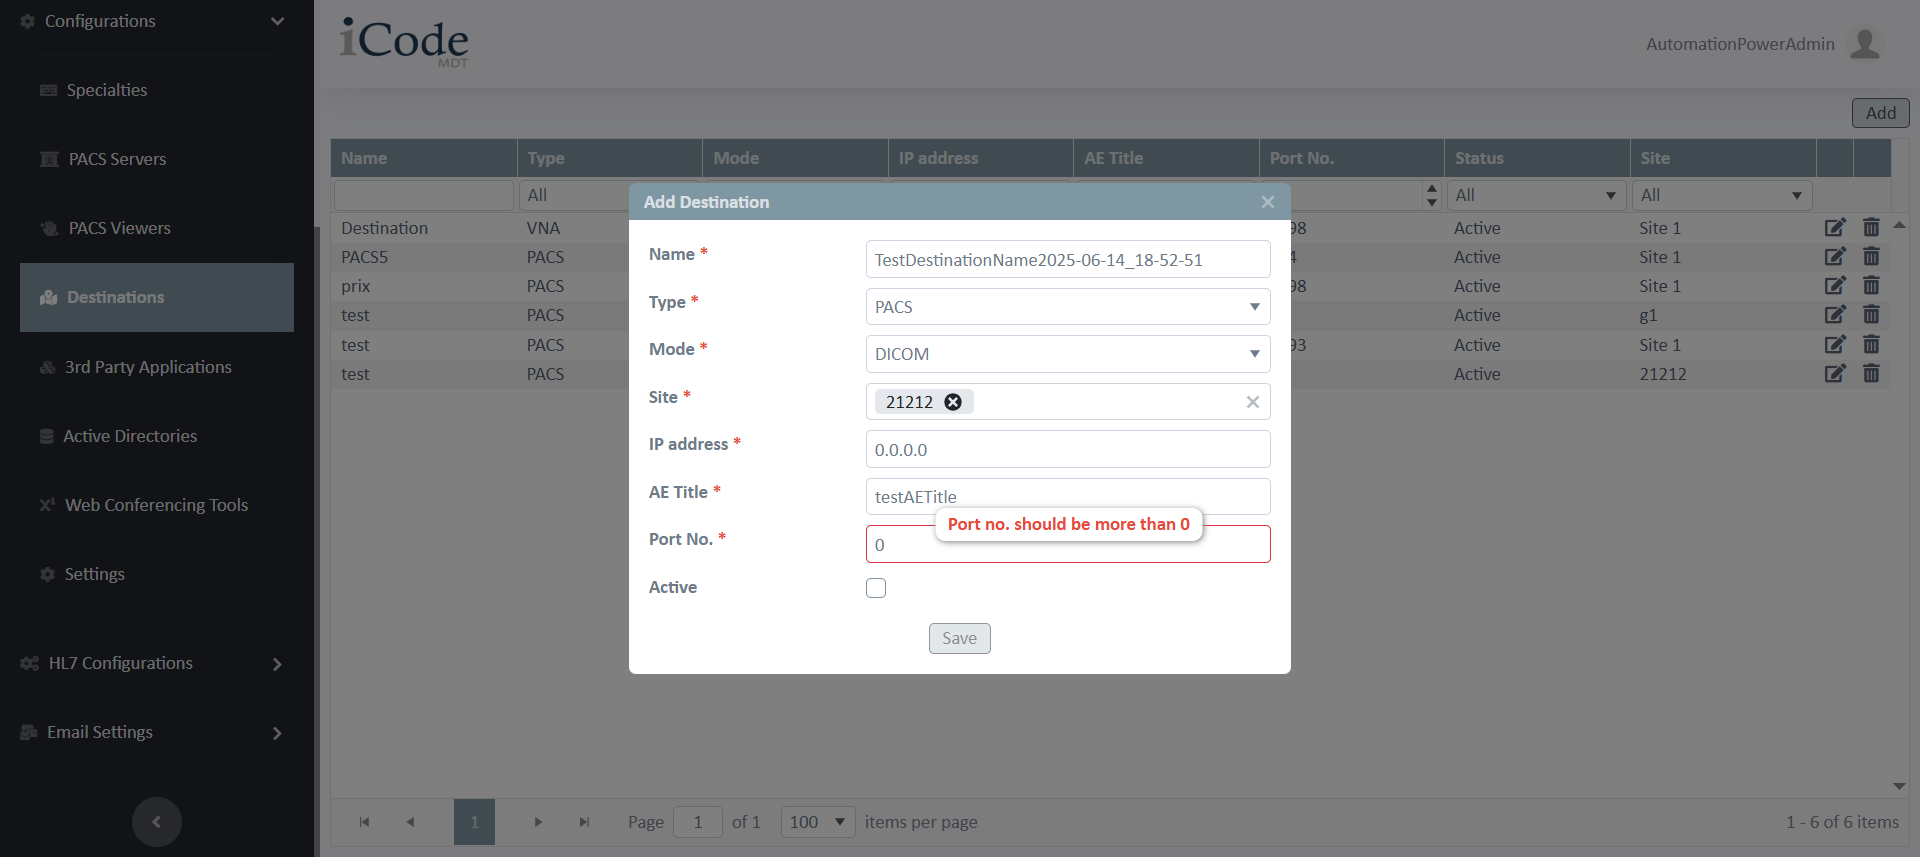 Configurations
Specialties
PACS Servers
PACS Viewers
Destinations
3rd Party Applications
Active Directories
Web Conferencing Tools
Settings
HL7 Configurations
Email Settings
iCode
MDT
AutomationPowerAdmin
Add
Name Type Mode IP address AE Title Port No. Status Site
All All All
Destination VNA 98 Active Site 1
PACS5 PACS 4 Active Site 1
prix PACS 98 Active Site 1
test PACS Active g1
test PACS 93 Active Site 1
test PACS Active 21212
Add Destination
Name * TestDestinationName2025-06-14_18-52-51
Type * PACS
Mode * DICOM
Site * 21212
IP address * 0.0.0.0
AE Title * testAETitle
Port no. should be more than 0
Port No. * 0
Active
Save
1 Page 1 of 1 100 items per page 1 - 6 of 6 items